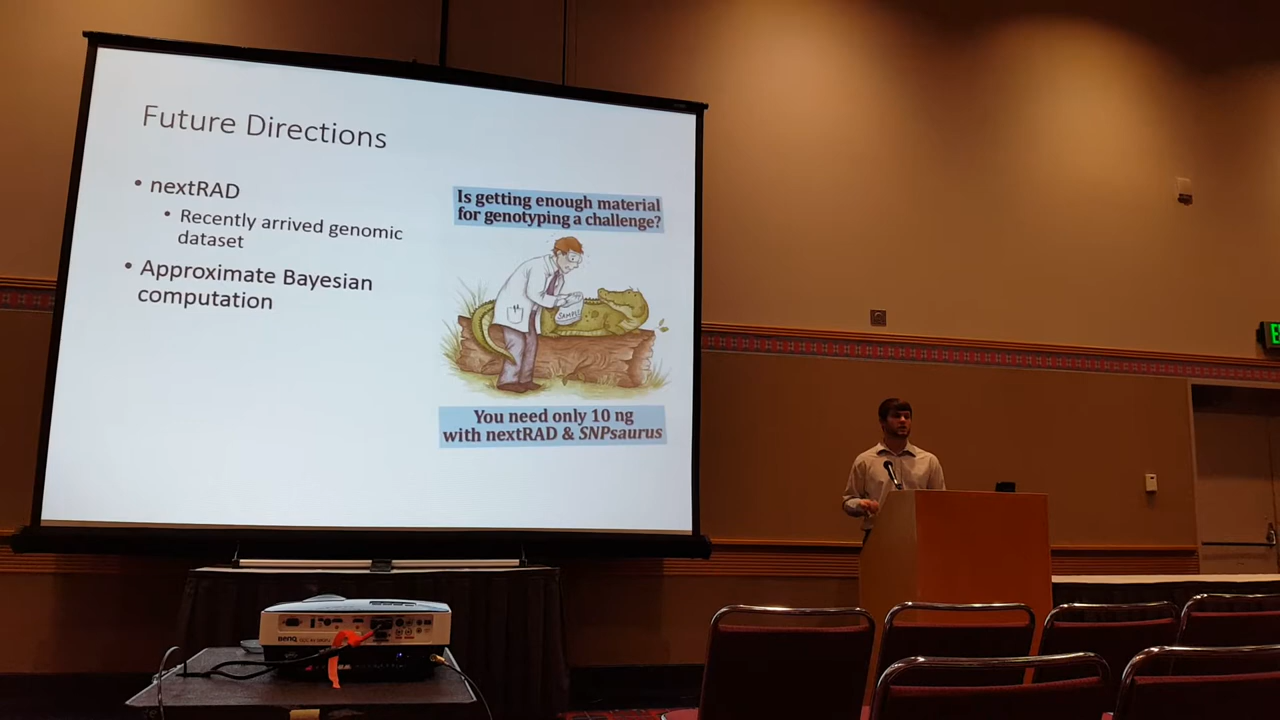 Future Directions
• nextRAD
• Recently arrived genomic
dataset
• Approximate Bayesian
computation
Is getting enough material
for genotyping a challenge?
SAMPLE
You need only 10 ng
with nextRAD & SNPsaurus
E
BenQ